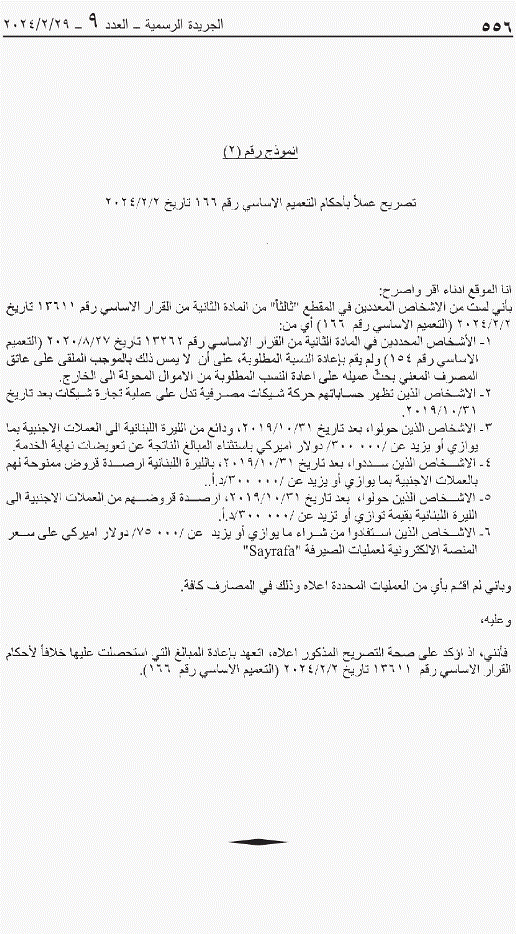 ٥٥٦ الجريدة الرسمية ــ العدد ٩ ــ ٢٠٢٤/٢/٢٩
انموذج رقم (٢)
تصريح عملاً بأحكام التعميم الاساسي رقم ١٦٦ تاريخ ٢٠٢٤/٢/٢
انا الموقع ادناه اقر واصرح:
بأني لست من الاشخاص المعددين في المقطع "ثالثاً" من المادة الثانية من القرار الاساسي رقم ١٣٦١١ تاريخ
٢٠٢٤/٢/٢ (التعميم الاساسي رقم ١٦٦) أي من:
١- الأشخاص المحددين في المادة الثانية من القرار الاساسي رقم ١٣٢٦٢ تاريخ ٢٠٢٠/٨/٢٧ (التعميم
الاساسي رقم ١٥٤) ولم يقم بإعادة النسبة المطلوبة، على أن لا يمس ذلك بالموجب الملقى على عاتق
المصرف المعني بحثّ عميله على اعادة النسب المطلوبة من الاموال المحولة الى الخارج.
٢- الاشخاص الذين تظهر حساباتهم حركة شيكات مصرفية تدل على عملية تجارة شيكات بعد تاريخ
٢٠١٩/١٠/٣١.
٣- الاشخاص الذين حولوا، بعد تاريخ ٢٠١٩/١٠/٣١، ودائع من الليرة اللبنانية الى العملات الاجنبية بما
يوازي أو يزيد عن /٣٠٠ ٠٠٠/ دولار اميركي باستثناء المبالغ الناتجة عن تعويضات نهاية الخدمة.
٤- الاشخاص الذين سددوا، بعد تاريخ ٢٠١٩/١٠/٣١، بالليرة اللبنانية ارصدة قروض ممنوحة لهم
بالعملات الاجنبية بما يوازي أو يزيد عن /٣٠٠ ٠٠٠/د.أ..
٥- الاشخاص الذين حولوا، بعد تاريخ ٢٠١٩/١٠/٣١، ارصدة قروضهم من العملات الاجنبية الى
الليرة اللبنانية بقيمة توازي أو تزيد عن /٣٠٠ ٠٠٠/د.أ.
٦- الاشخاص الذين استفادوا من شراء ما يوازي أو يزيد عن /٧٥ ٠٠٠/ دولار اميركي على سعر
المنصة الالكترونية لعمليات الصيرفة "Sayrafa"
وباني لم اقم بأي من العمليات المحددة اعلاه وذلك في المصارف كافة.
وعليه،
فأنني، اذ اؤكد على صحة التصريح المذكور اعلاه، اتعهد بإعادة المبالغ التي استحصلت عليها خلافاً لأحكام
القرار الاساسي رقم ١٣٦١١ تاريخ ٢٠٢٤/٢/٢ (التعميم الاساسي رقم ١٦٦).